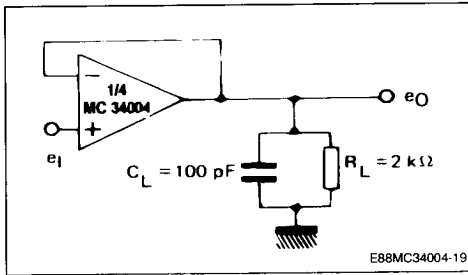 −
1/4
MC 34004
+
e_I
e_O
C_L = 100 pF
R_L = 2 kΩ
E88MC34004-19